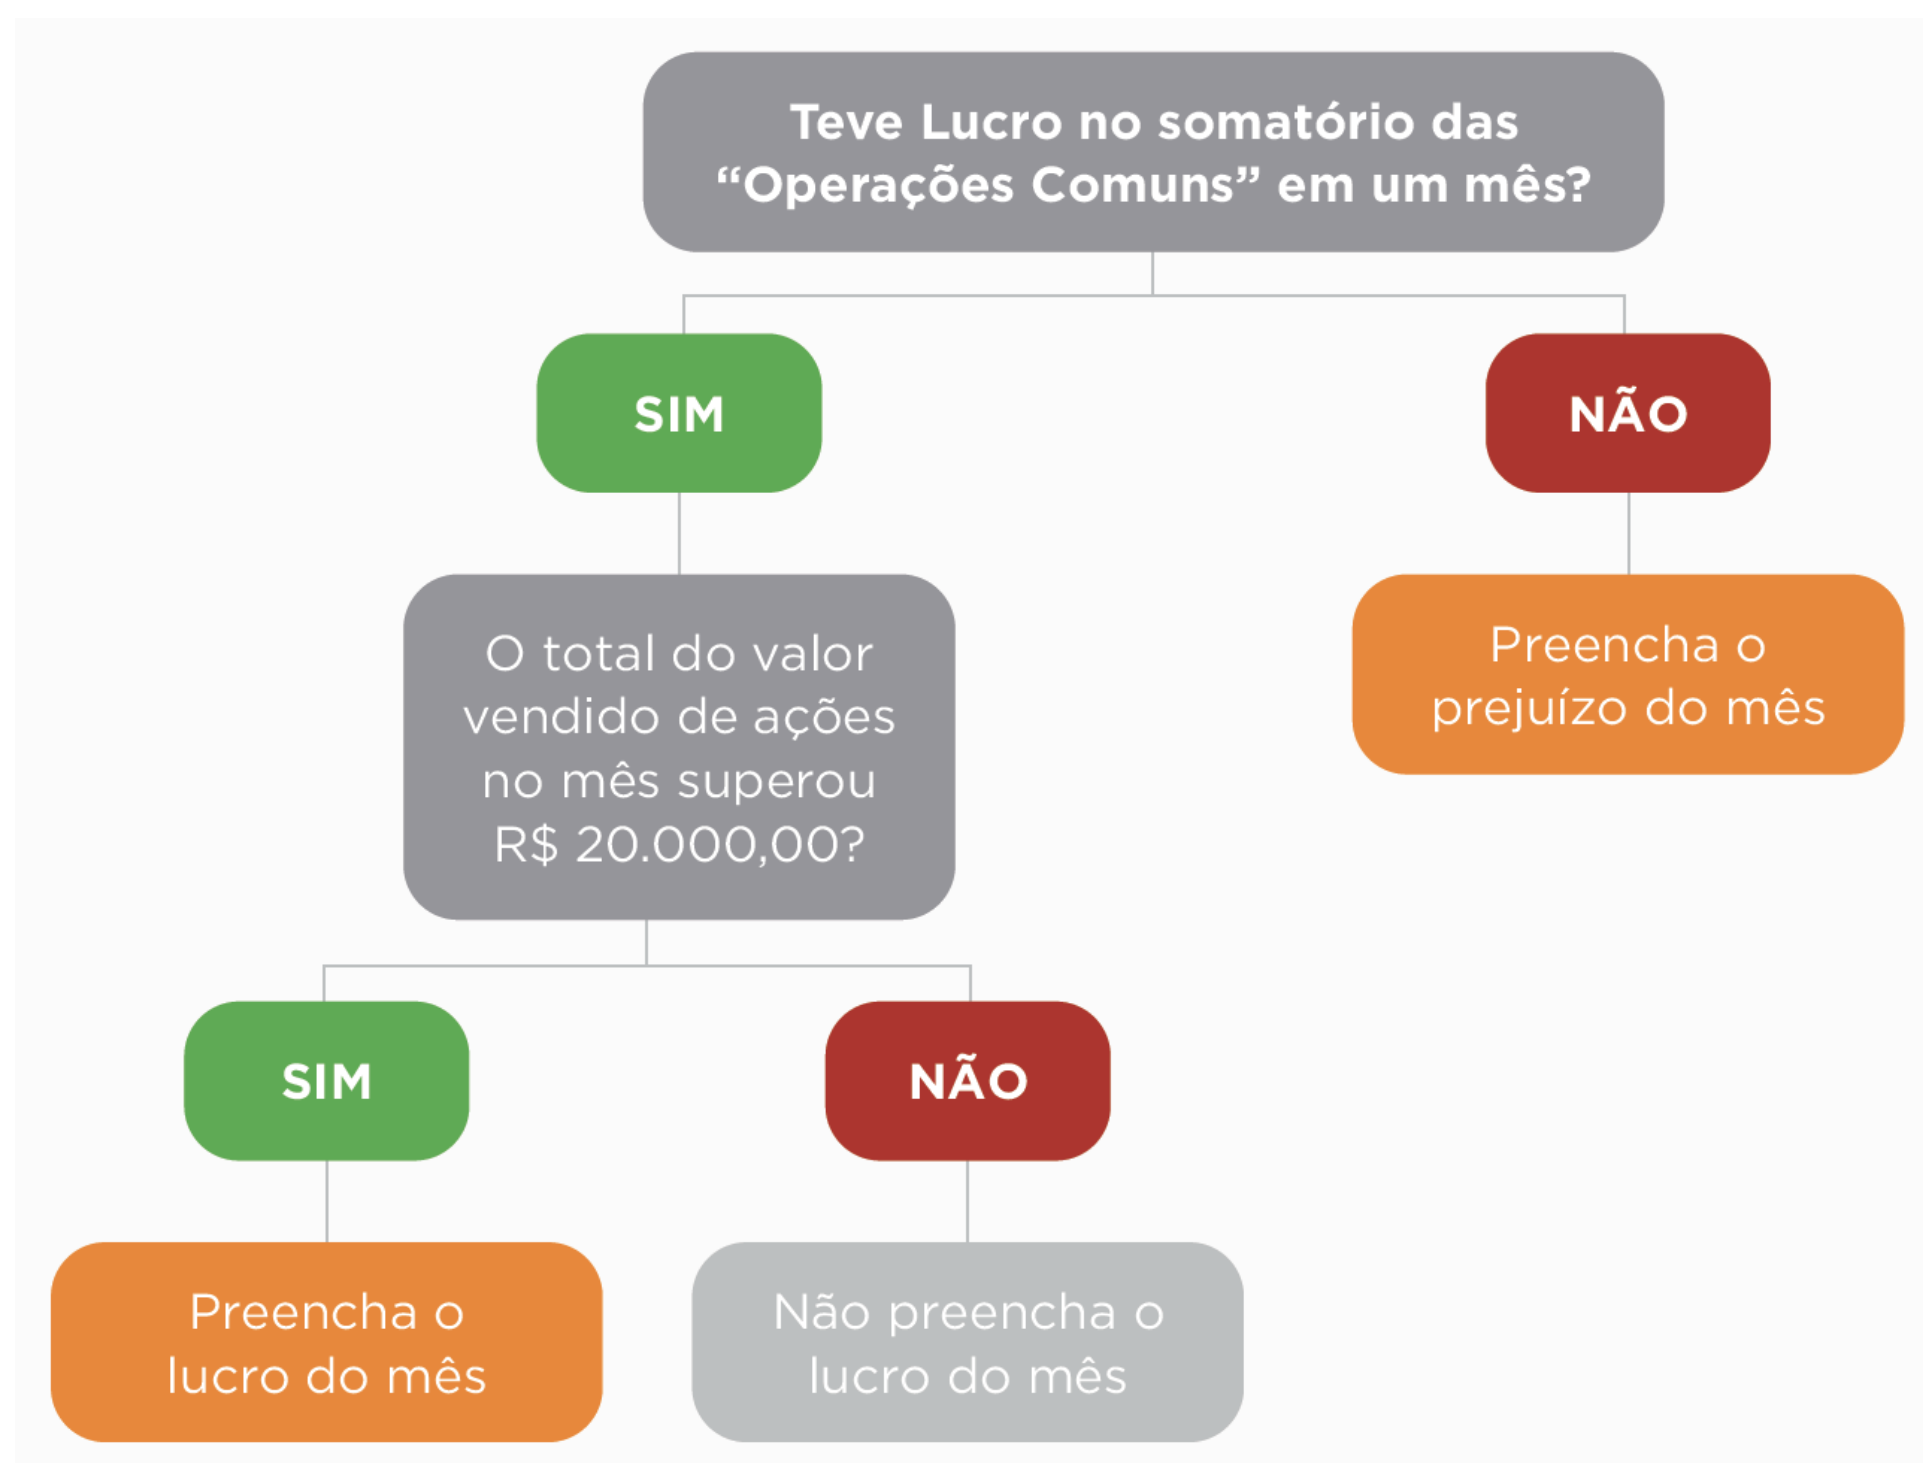 Teve Lucro no somatório das
“Operações Comuns” em um mês?
SIM
NÃO
O total do valor
vendido de ações
no mês superou
R$ 20.000,00?
Preencha o
prejuízo do mês
SIM
NÃO
Preencha o
lucro do mês
Não preencha o
lucro do mês